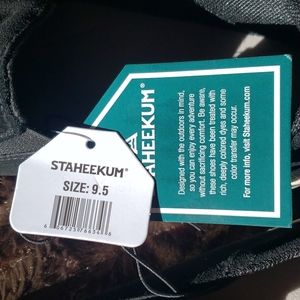 STAHEEKUM®
SIZE: 9.5
STAHEEKUM®
Designed with the outdoors in mind,
so you can enjoy every adventure
without sacrificing comfort. Be aware,
these shoes have been treated with
rich, deeply colored dyes and some
color transfer may occur.
For more info, visit Staheekum.com